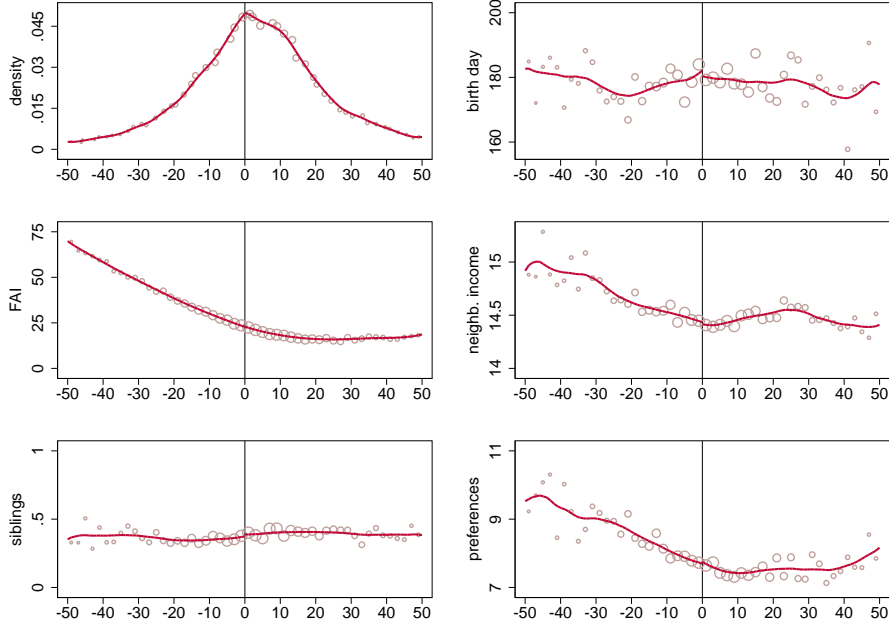 density
0 .015 .03 .045
-50 -40 -30 -20 -10 0 10 20 30 40 50
birth day
160 180 200
-50 -40 -30 -20 -10 0 10 20 30 40 50
FAI
0 25 50 75
-50 -40 -30 -20 -10 0 10 20 30 40 50
neighb. income
14 14.5 15
-50 -40 -30 -20 -10 0 10 20 30 40 50
siblings
0 .5 1
-50 -40 -30 -20 -10 0 10 20 30 40 50
preferences
7 9 11
-50 -40 -30 -20 -10 0 10 20 30 40 50